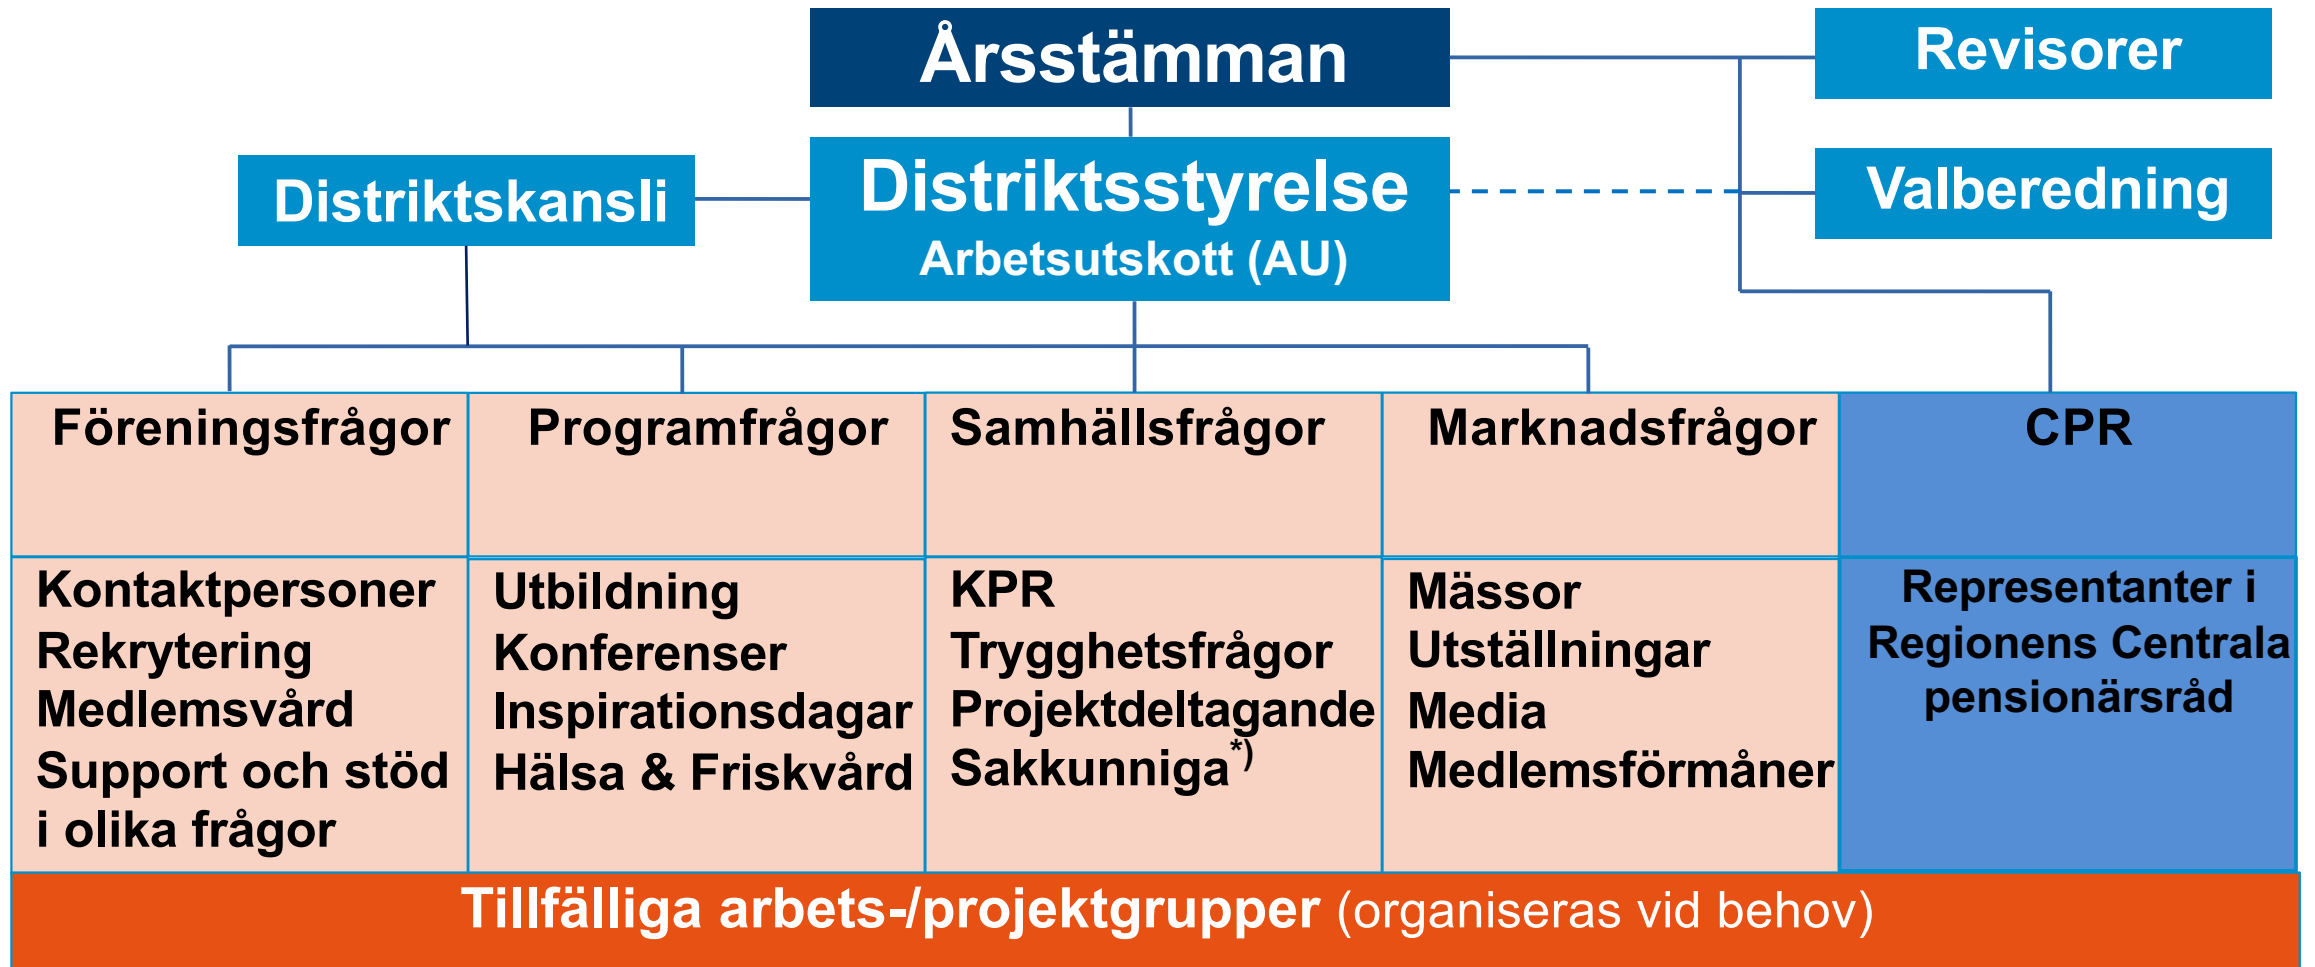 Årsstämman
Revisorer
Distriktskansli
Distriktsstyrelse
Arbetsutskott (AU)
Valberedning
Föreningsfrågor
Programfrågor
Samhällsfrågor
Marknadsfrågor
CPR
Kontaktpersoner
Rekrytering
Medlemsvård
Support och stöd
i olika frågor
Utbildning
Konferenser
Inspirationsdagar
Hälsa & Friskvård
KPR
Trygghetsfrågor
Projektdeltagande
Sakkunniga*)
Mässor
Utställningar
Media
Medlemsförmåner
Representanter i
Regionens Centrala
pensionärsråd
Tillfälliga arbets-/projektgrupper (organiseras vid behov)